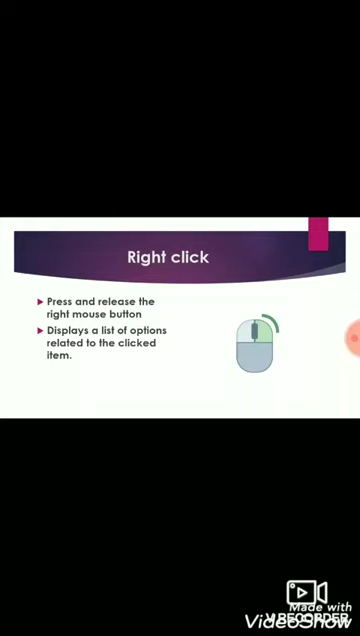 Right click
Press and release the
right mouse button
Displays a list of options
related to the clicked
item.
Made with
V.RECORDER
VideoShow